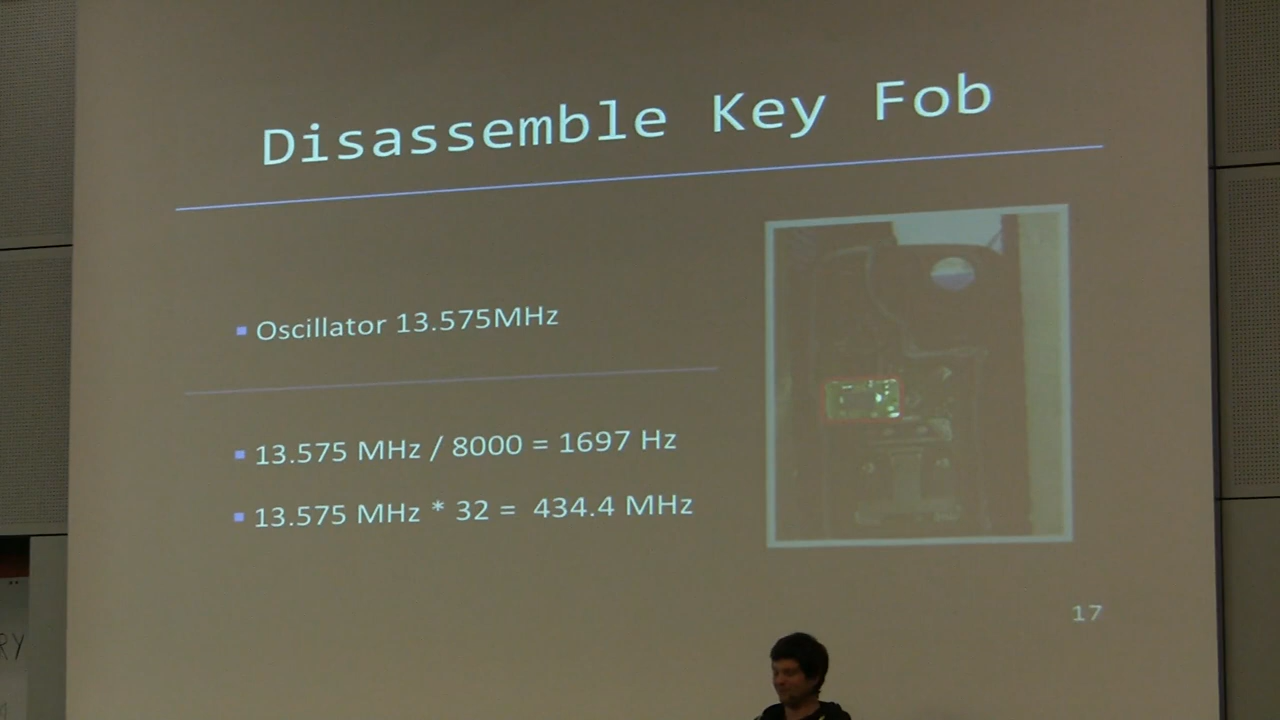 Disassemble Key Fob
Oscillator 13.575MHz
13.575 MHz / 8000 = 1697 Hz
13.575 MHz * 32 = 434.4 MHz
17
RY